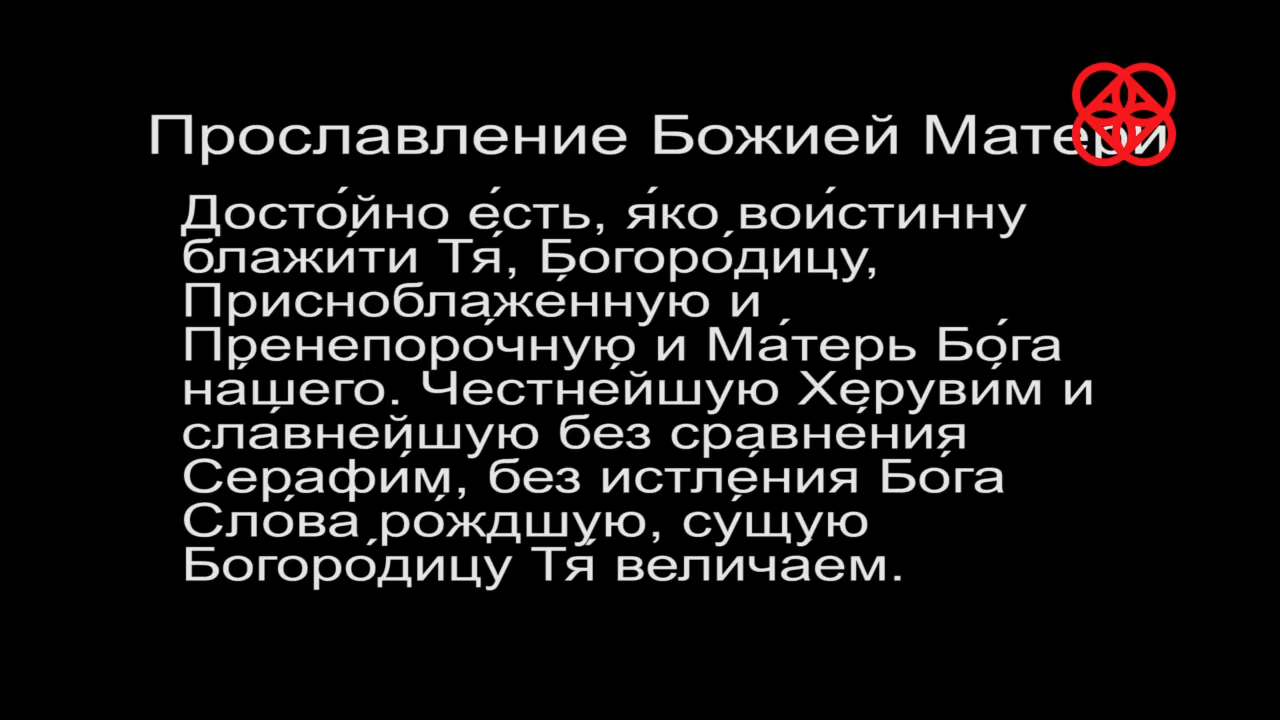 Прославление Божией Матери
Досто́йно е́сть, я́ко вои́стинну
блажи́ти Тя́, Богоро́дицу,
Присноблаже́нную и
Пренепоро́чную и Ма́терь Бо́га
на́шего. Честне́йшую Херуви́м и
сла́внейшую без сравне́ния
Серафи́м, без истле́ния Бо́га
Сло́ва ро́ждшую, су́щую
Богоро́дицу Тя́ велича́ем.